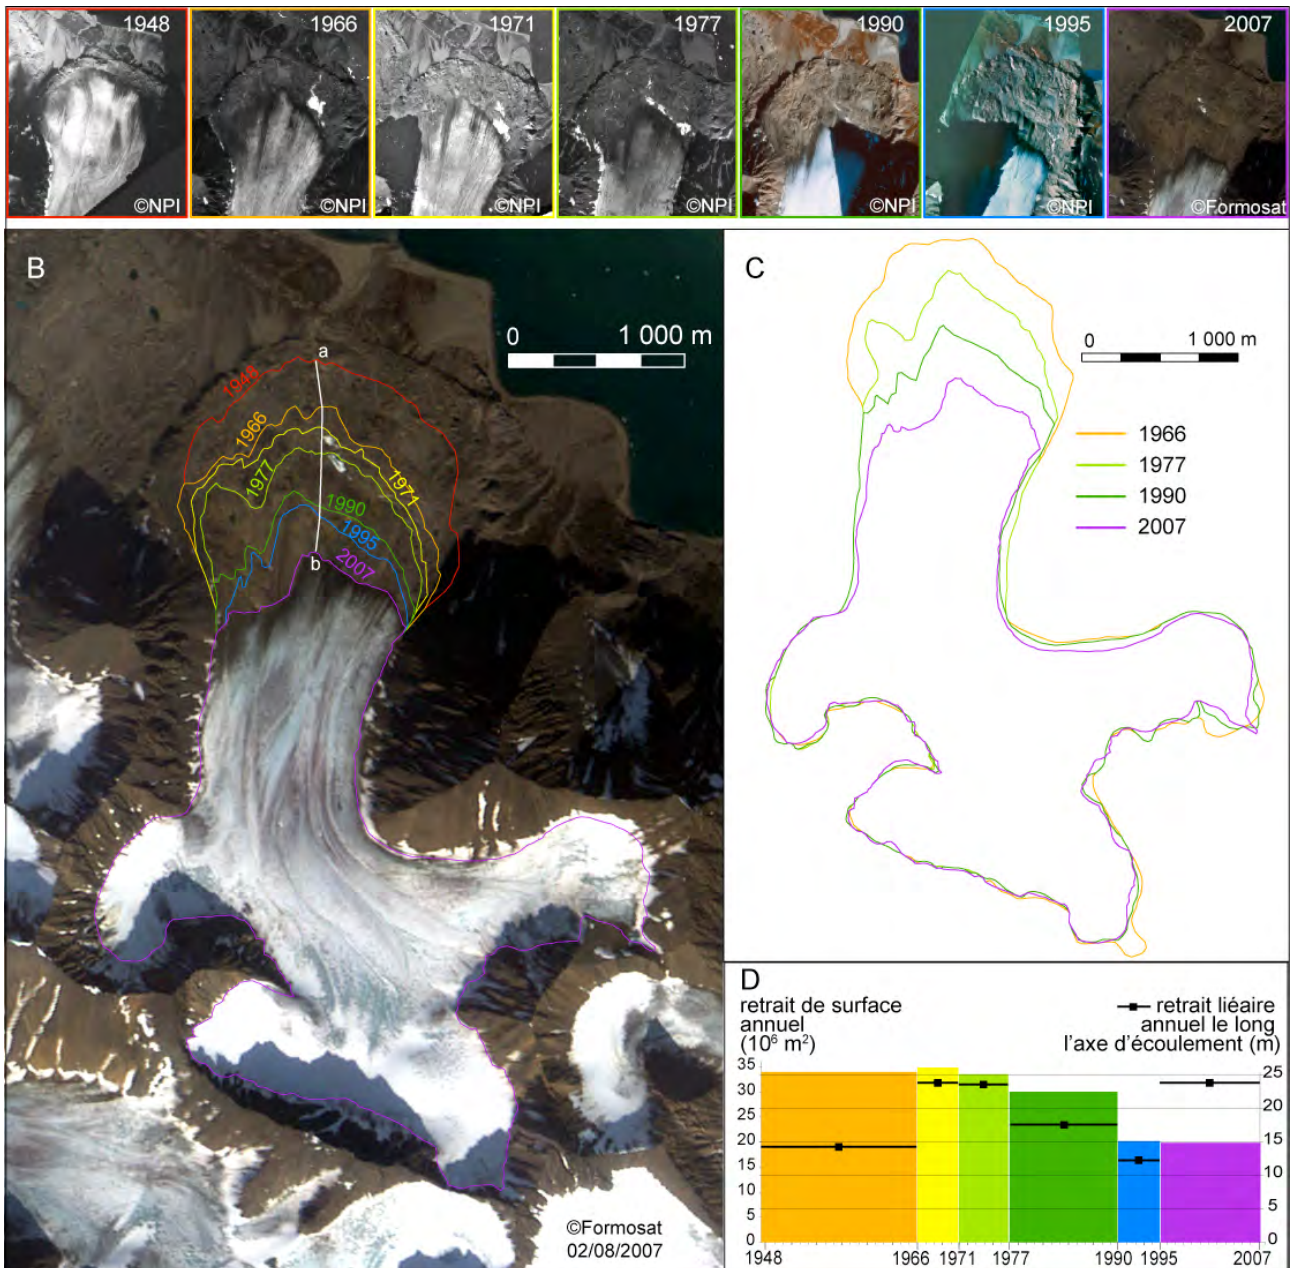 1948
©NPI
1966
©NPI
1971
©NPI
1977
©NPI
1990
©NPI
1995
©NPI
2007
©Formosat
B
0 1 000 m
a
1948
1966
1977
1971
1990
1995
2007
b
©Formosat
02/08/2007
C
0 1 000 m
1966
1977
1990
2007
D
retrait de surface
annuel
(10⁶ m²)
retrait liéaire
annuel le long
l'axe d'écoulement (m)
35
30
25
20
15
10
5
0
25
20
15
10
5
0
1948 1966 1971 1977 1990 1995 2007